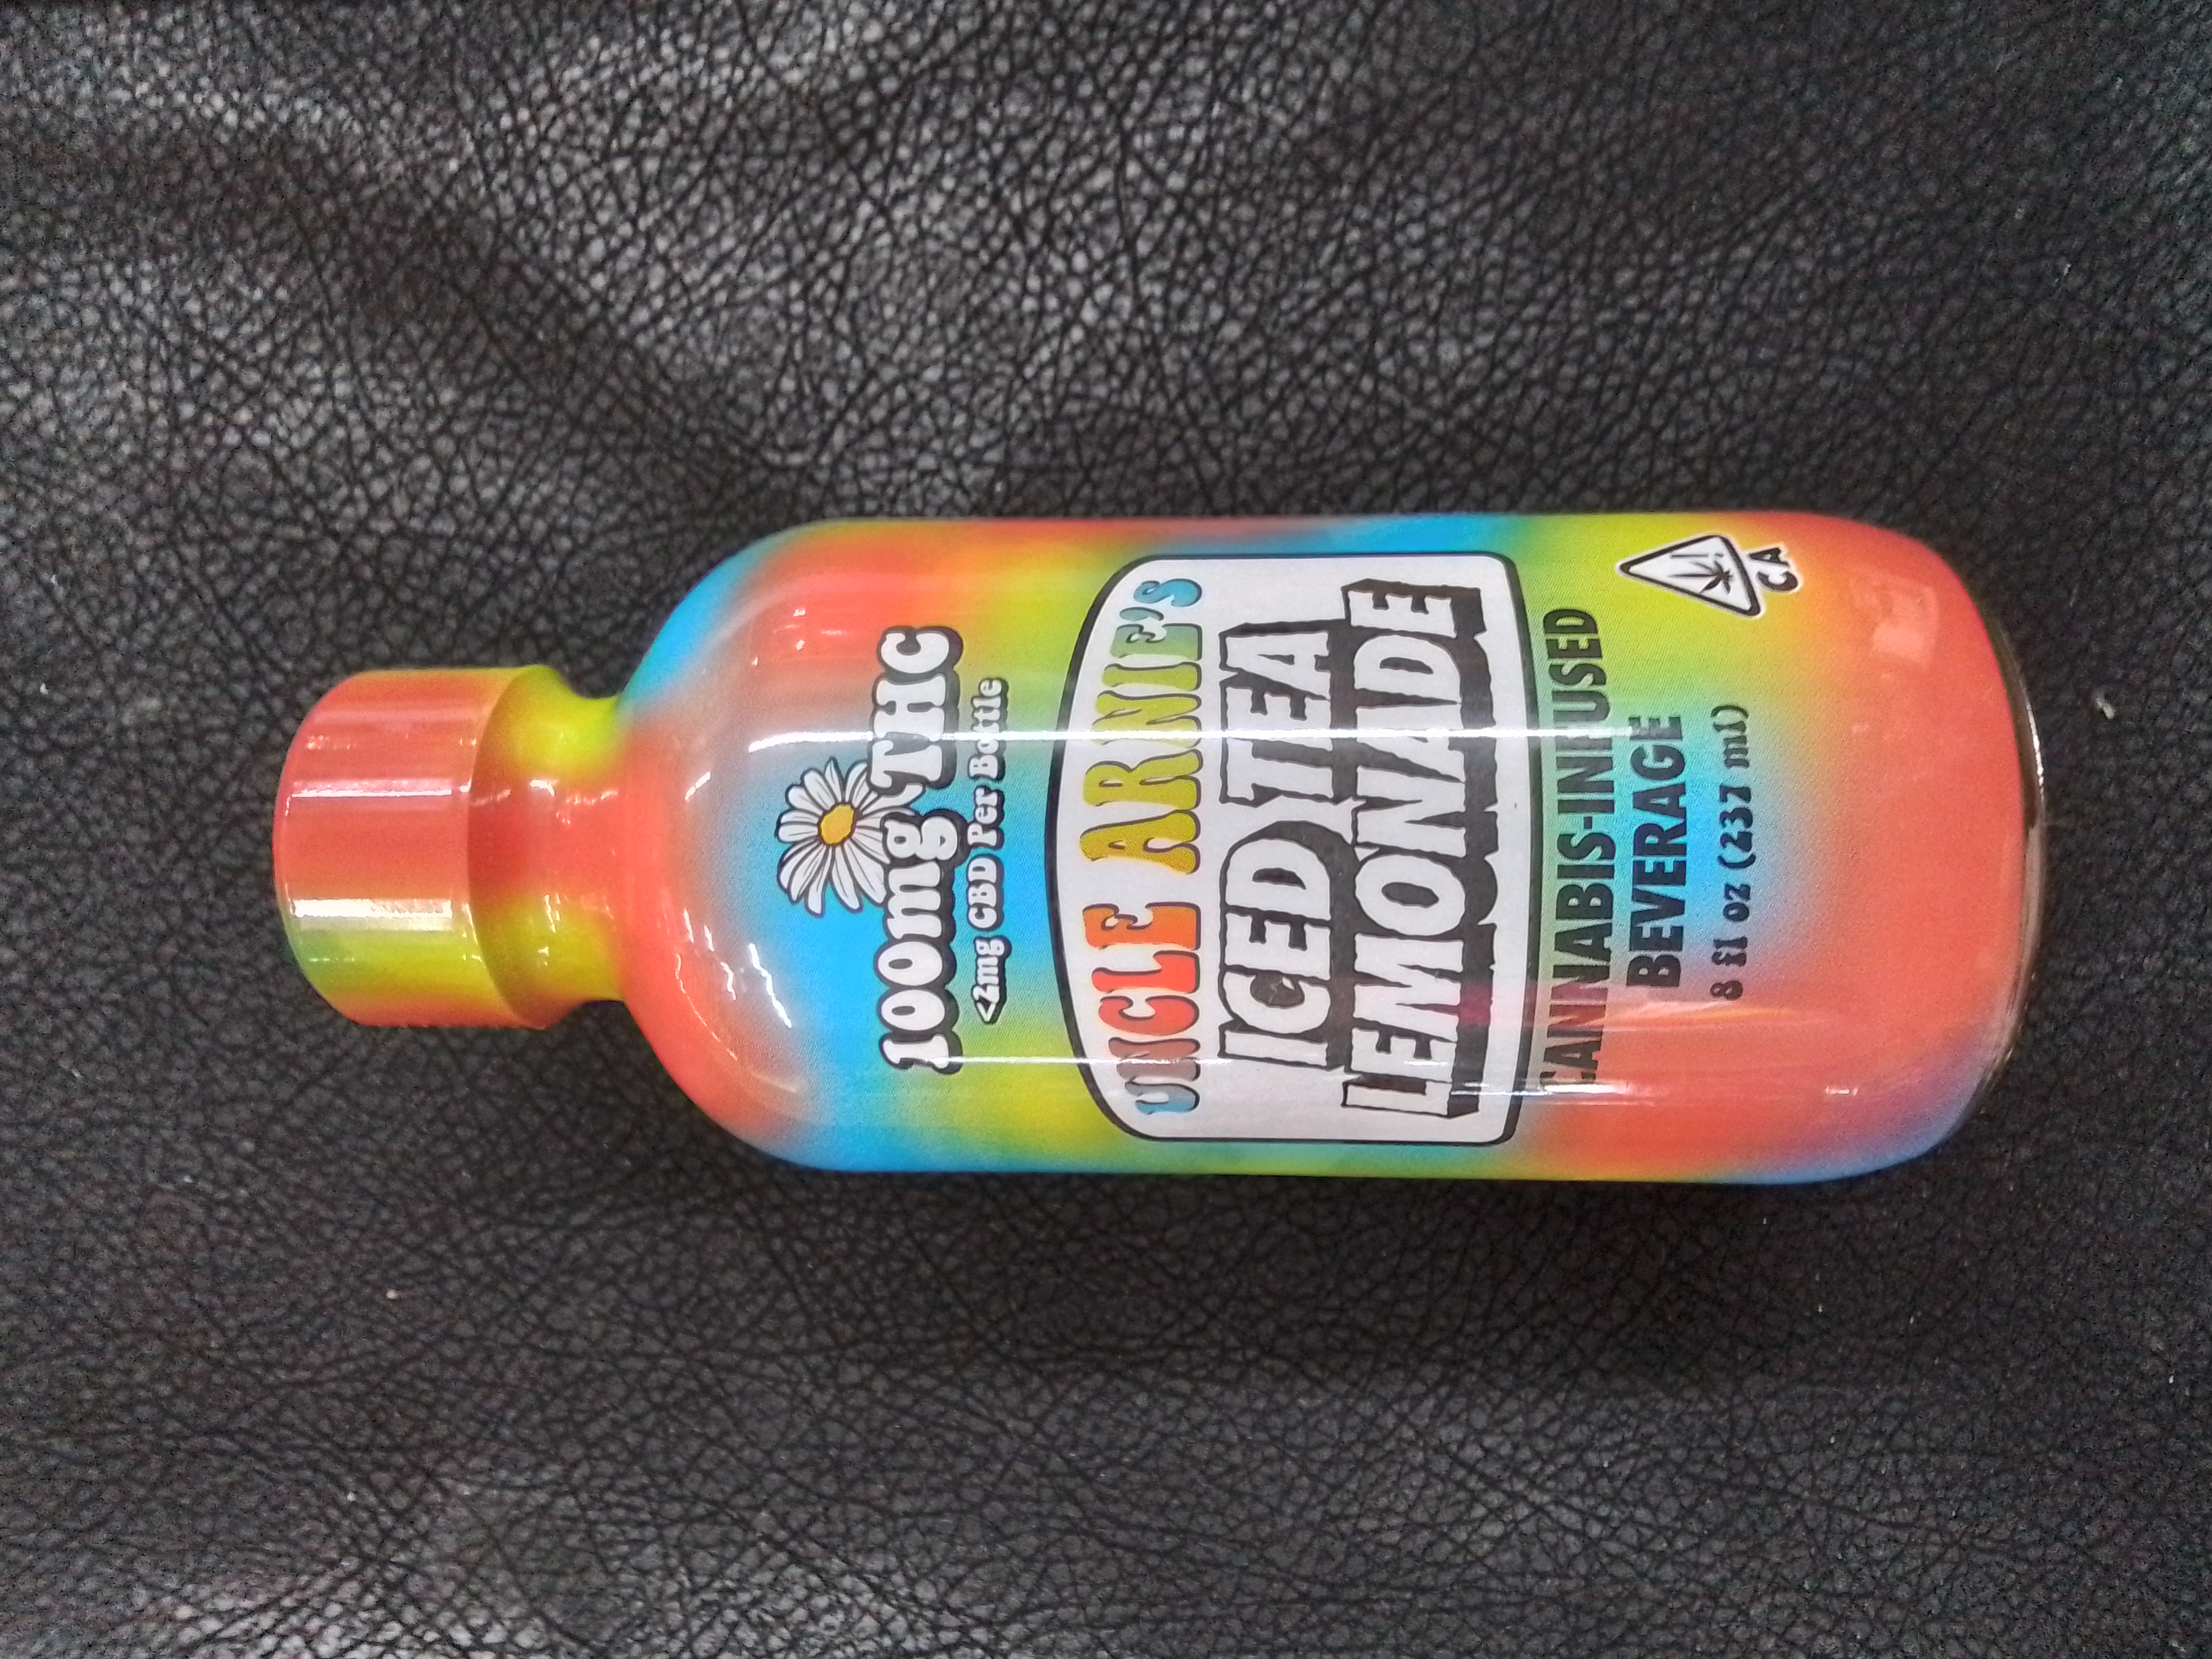 100mg THC
<2mg CBD Per Bottle
UNCLE ARNIE'S
ICED TEA
LEMONADE
CANNABIS-INFUSED
BEVERAGE
8 fl oz (237 ml)
CA